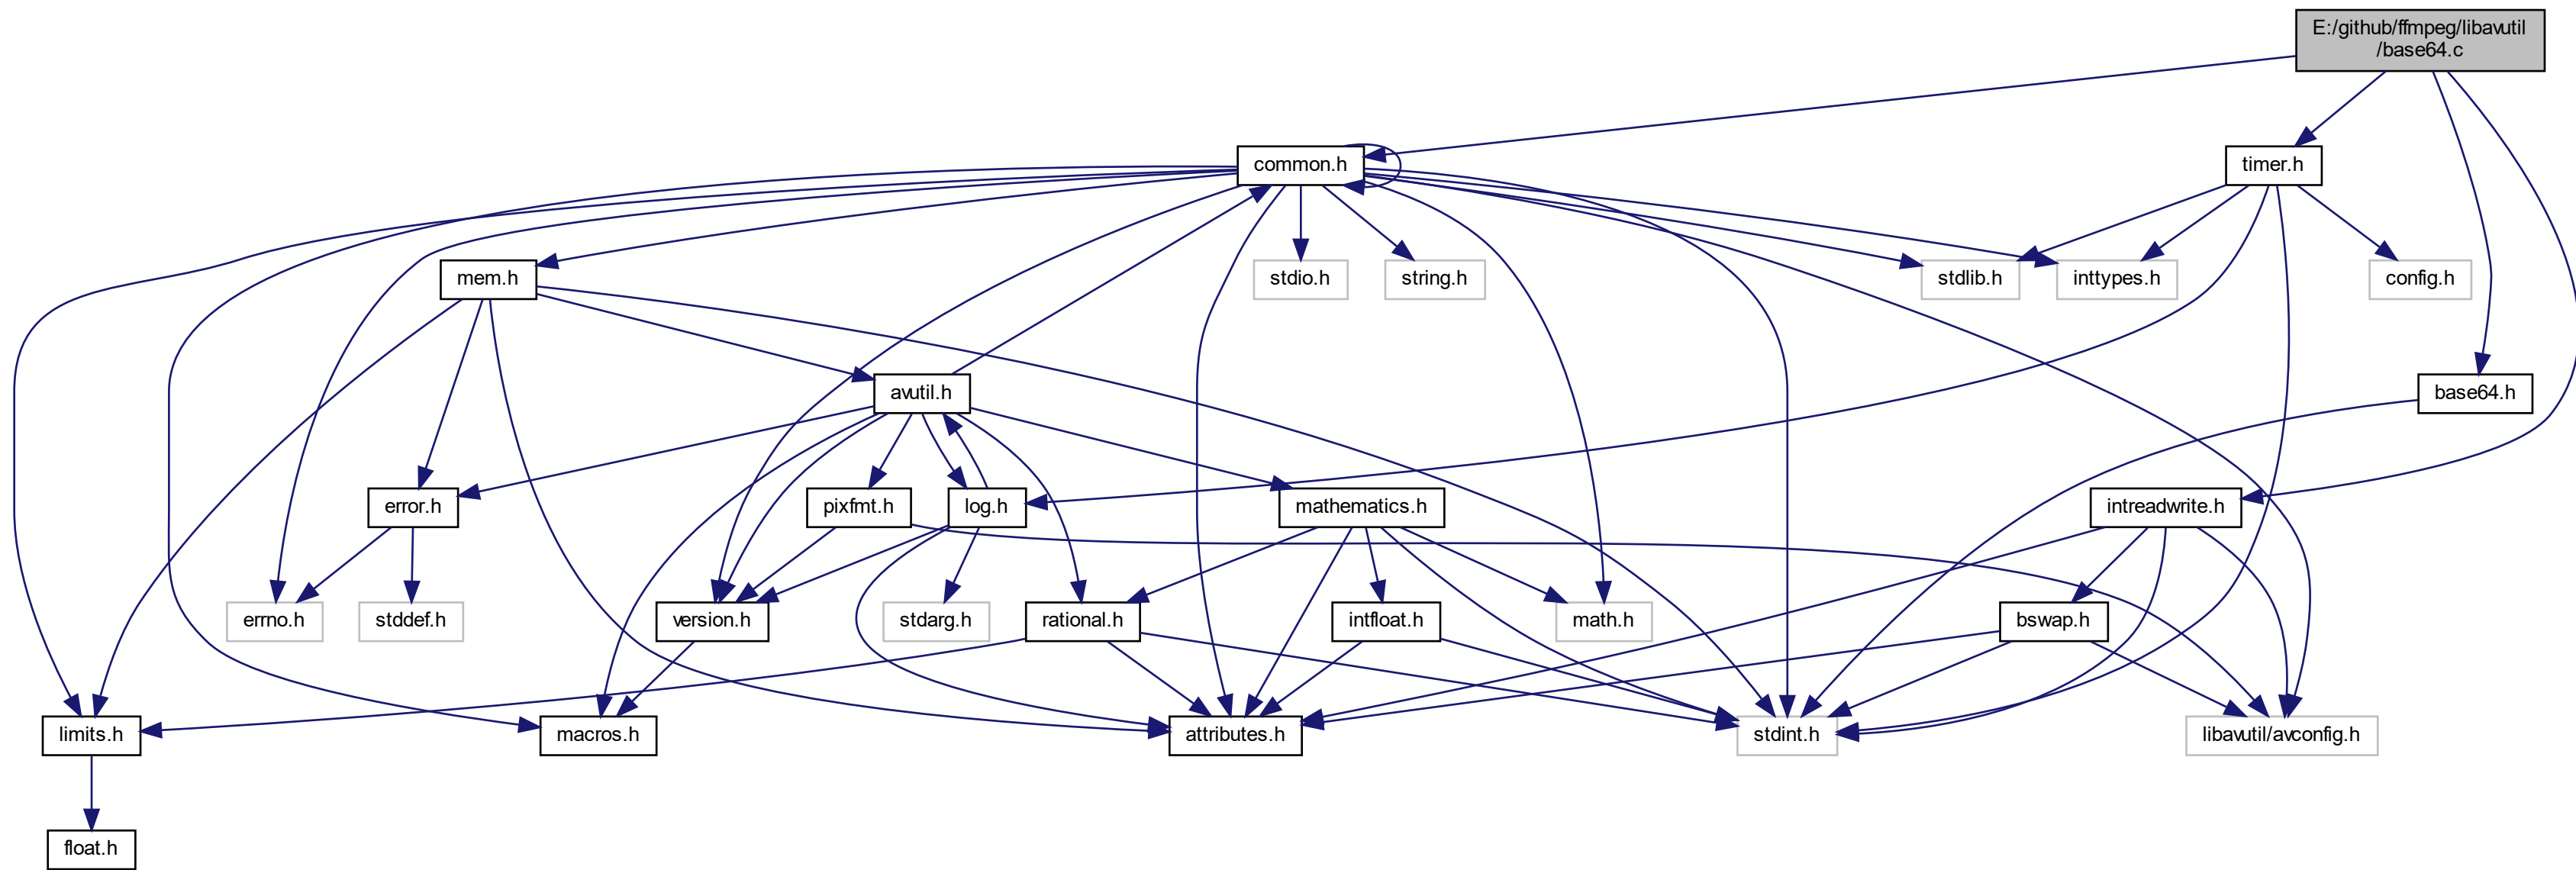 E:/github/ffmpeg/libavutil
/base64.c
common.h
timer.h
mem.h
stdio.h
string.h
stdlib.h
inttypes.h
config.h
avutil.h
base64.h
error.h
pixfmt.h
log.h
mathematics.h
intreadwrite.h
errno.h
stddef.h
version.h
stdarg.h
rational.h
intfloat.h
math.h
bswap.h
limits.h
macros.h
attributes.h
stdint.h
libavutil/avconfig.h
float.h